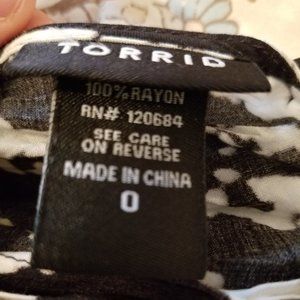 TORRID
100% RAYON
RN# 120684
SEE CARE
ON REVERSE
MADE IN CHINA
0